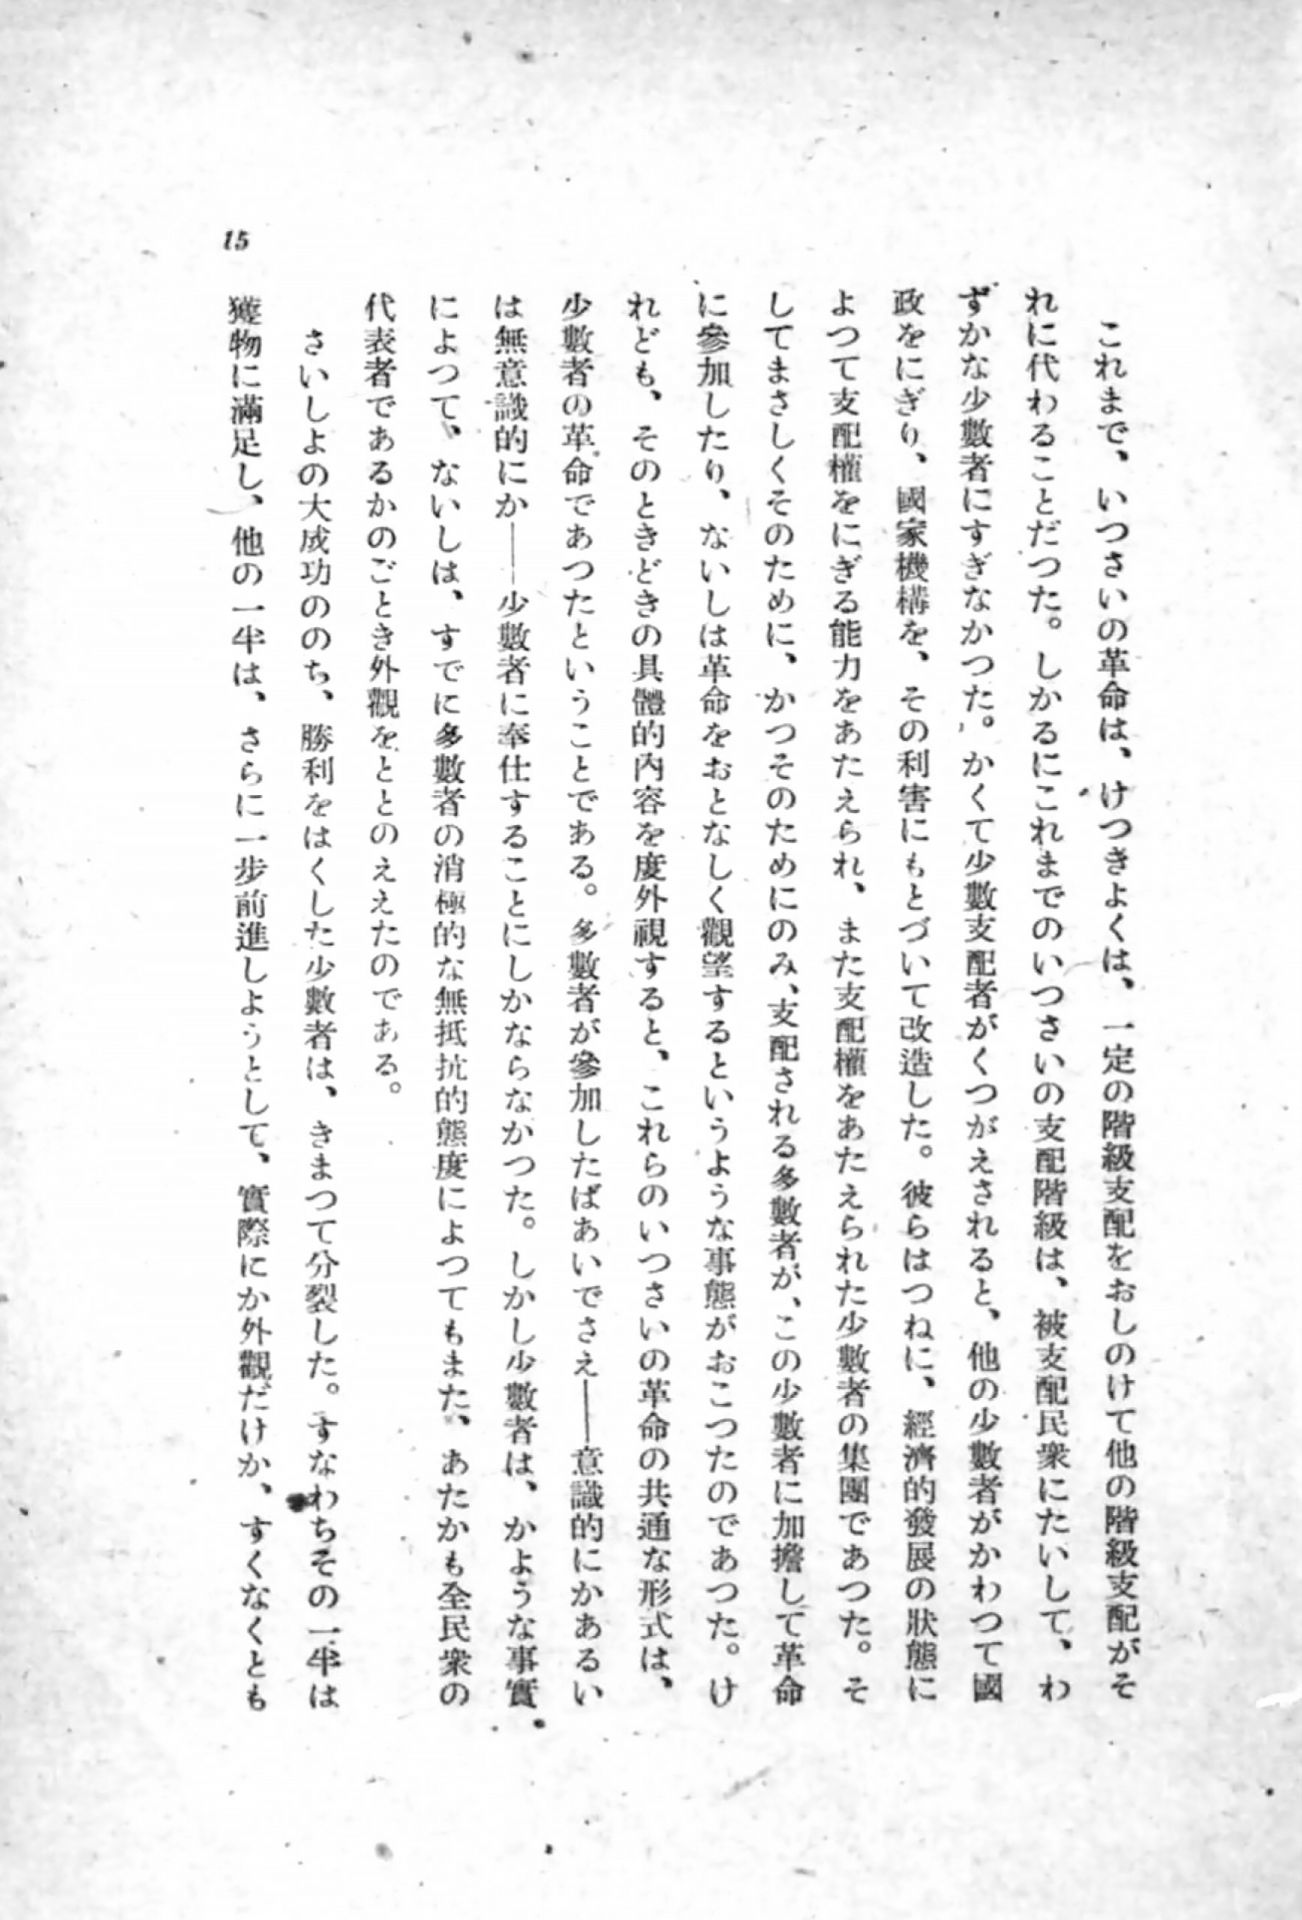 これまで、いつさいの革命は、けつきよくは、一定の階級支配をおしのけて他の階級支配がそ
れに代わることだつた。しかるにこれまでのいつさいの支配階級は、被支配民衆にたいして、わ
ずかな少數者にすぎなかつた。かくて少數支配者がくつがえされると、他の少數者がかわつて國
政をにぎり、國家機構を、その利害にもとづいて改造した。彼らはつねに、經濟的發展の狀態に
よつて支配權をにぎる能力をあたえられ、また支配權をあたえられた少數者の集團であつた。そ
してまさしくそのために、かつそのためにのみ、支配される多數者が、この少數者に加擔して革命
に參加したり、ないしは革命をおとなしく觀望するというような事態がおこつたのであつた。け
れども、そのときどきの具體的內容を度外視すると、これらのいつさいの革命の共通な形式は、
少數者の革命であつたということである。多數者が參加したばあいでさえ――意識的にかあるい
は無意識的にか――少數者に奉仕することにしかならなかつた。しかし少數者は、かような事實
によつて、ないしは、すでに多數者の消極的な無抵抗的態度によつてもまた、あたかも全民衆の
代表者であるかのごとき外觀をととのええたのである。
さいしよの大成功ののち、勝利をはくした少數者は、きまつて分裂した。すなわちその一半は
獲物に滿足し、他の一半は、さらに一步前進しようとして、實際にか外觀だけか、すくなくとも
15